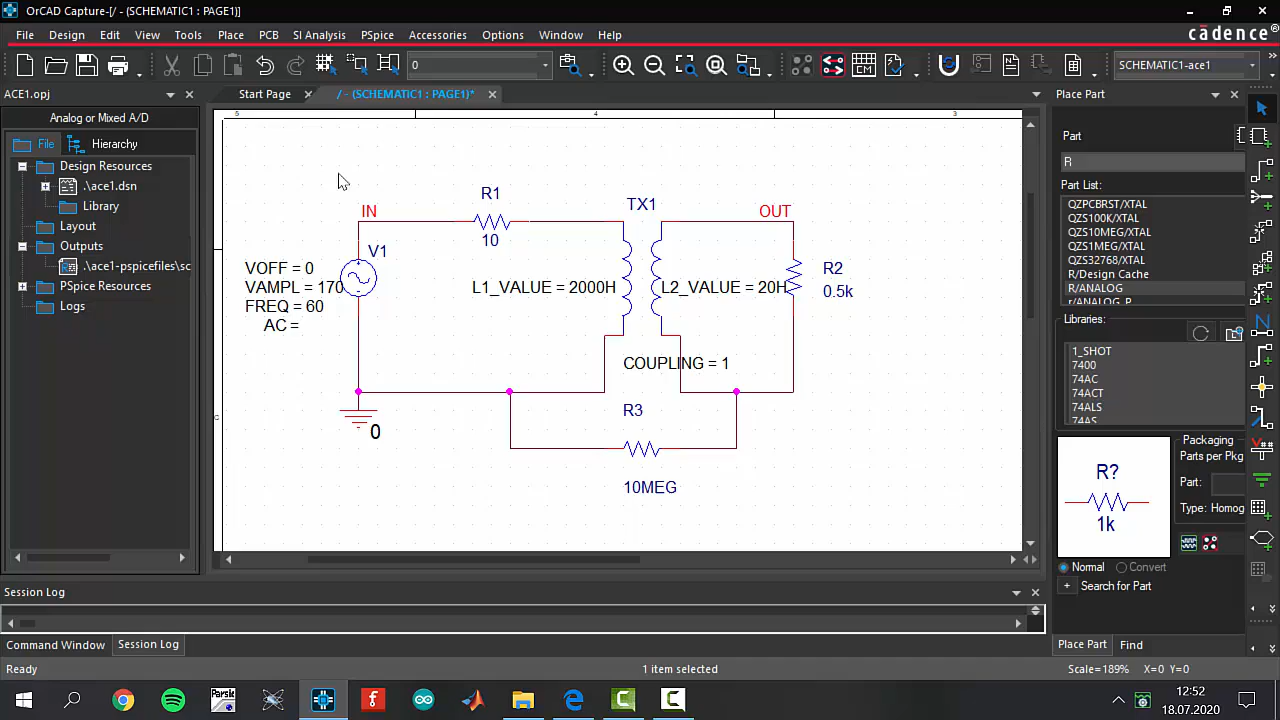 OrCAD Capture-[/ - (SCHEMATIC1 : PAGE1)]
File Design Edit View Tools Place PCB SI Analysis PSpice Accessories Options Window Help
cadence®
0
SCHEMATIC1-ace1
ACE1.opj
Start Page
/ - (SCHEMATIC1 : PAGE1)*
Place Part
Analog or Mixed A/D
File
Hierarchy
Design Resources
.\ace1.dsn
Library
Layout
Outputs
.\ace1-pspicefiles\sc
PSpice Resources
Logs
5
4
3
C
IN
R1
10
TX1
OUT
V1
VOFF = 0
VAMPL = 170
FREQ = 60
AC =
L1_VALUE = 2000H
L2_VALUE = 20H
R2
0.5k
COUPLING = 1
R3
10MEG
0
Part
R
Part List:
QZPCBRST/XTAL
QZS100K/XTAL
QZS10MEG/XTAL
QZS1MEG/XTAL
QZS32768/XTAL
R/Design Cache
R/ANALOG
r/ANALOG_P
Libraries:
1_SHOT
7400
74AC
74ACT
74ALS
74AS
R?
1k
Packaging
Parts per Pkg
Part:
Type: Homog
Normal
Convert
Search for Part
Session Log
Command Window
Session Log
Place Part
Find
Ready
1 item selected
Scale=189% X=0 Y=0
Parsik
12:52
18.07.2020